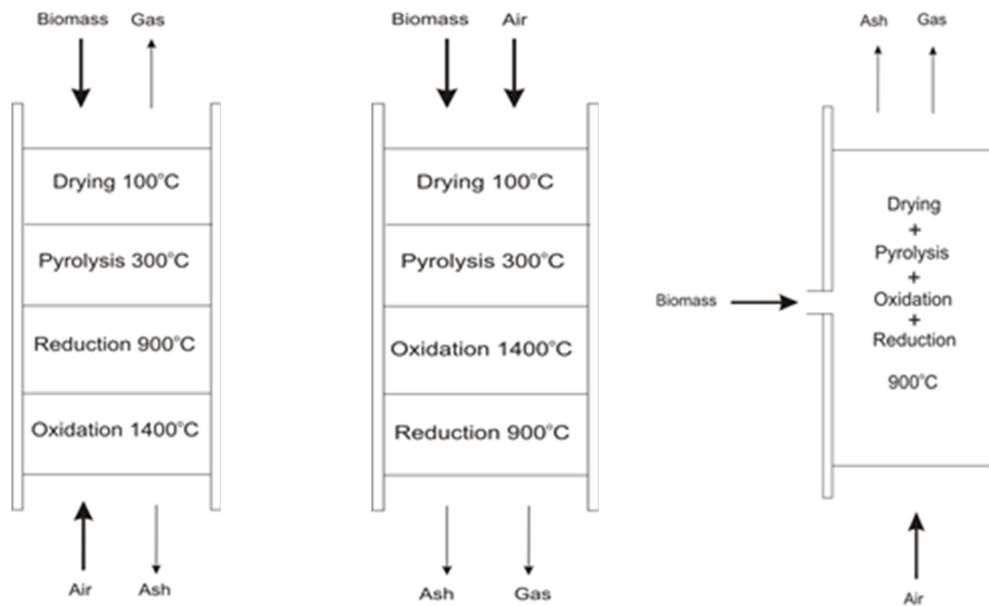 Biomass Gas
Drying 100°C
Pyrolysis 300°C
Reduction 900°C
Oxidation 1400°C
Air Ash
Biomass Air
Drying 100°C
Pyrolysis 300°C
Oxidation 1400°C
Reduction 900°C
Ash Gas
Ash Gas
Biomass
Drying
+
Pyrolysis
+
Oxidation
+
Reduction
900°C
Air